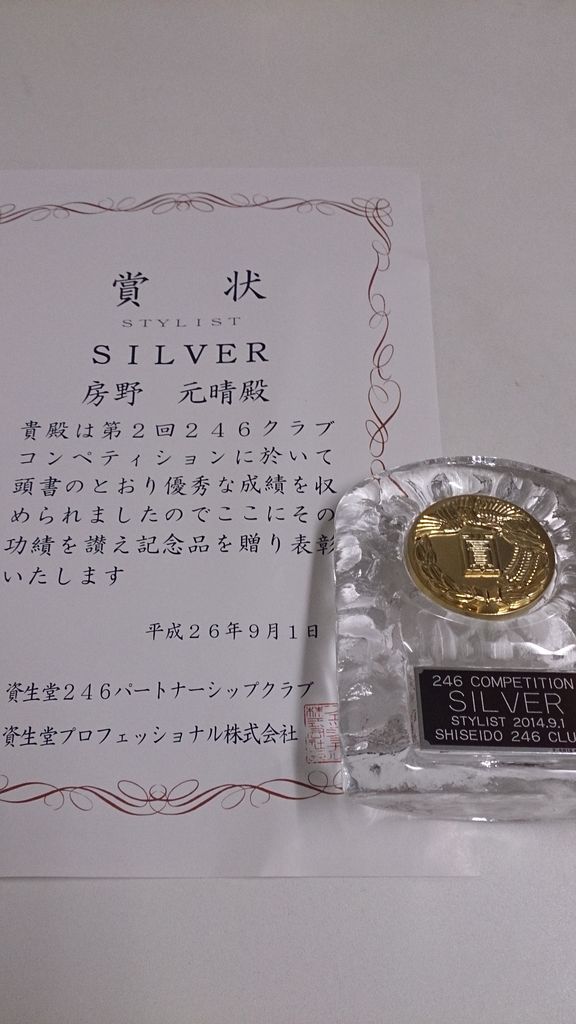 賞状
STYLIST
SILVER
房野 元晴殿
貴殿は第2回246クラブ
コンペティションに於いて
頭書のとおり優秀な成績を収
められましたのでここにその
功績を讃え記念品を贈り表彰
いたします
平成26年9月1日
資生堂246パートナーシップクラブ
資生堂プロフェッショナル株式会社
246 COMPETITION
SILVER
STYLIST 2014.9.1
SHISEIDO 246 CLU